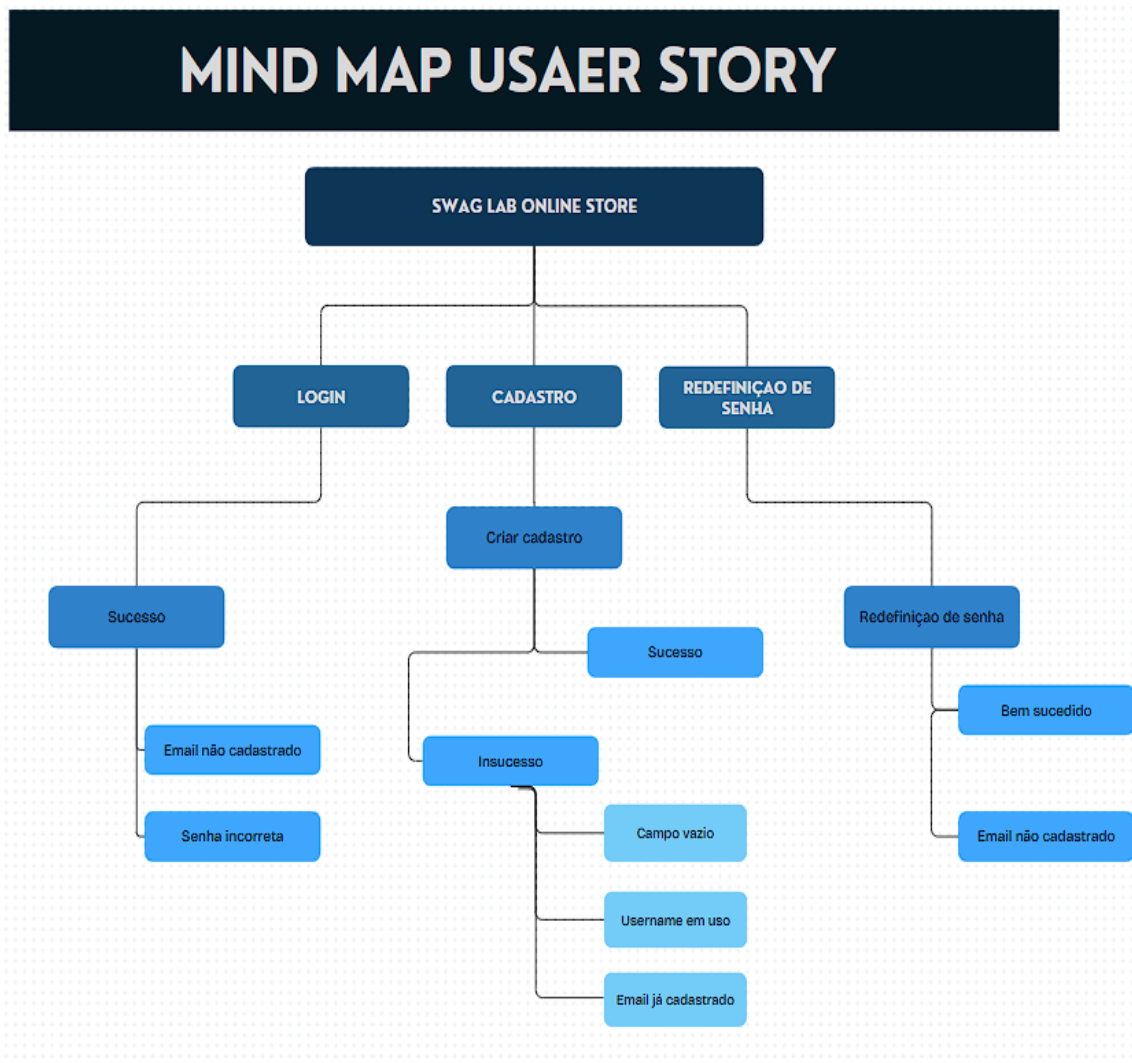 MIND MAP USAER STORY
SWAG LAB ONLINE STORE
LOGIN
CADASTRO
REDEFINIÇAO DE
SENHA
Criar cadastro
Sucesso
Redefiniçao de senha
Sucesso
Bem sucedido
Email não cadastrado
Insucesso
Senha incorreta
Campo vazio
Email não cadastrado
Username em uso
Email já cadastrado